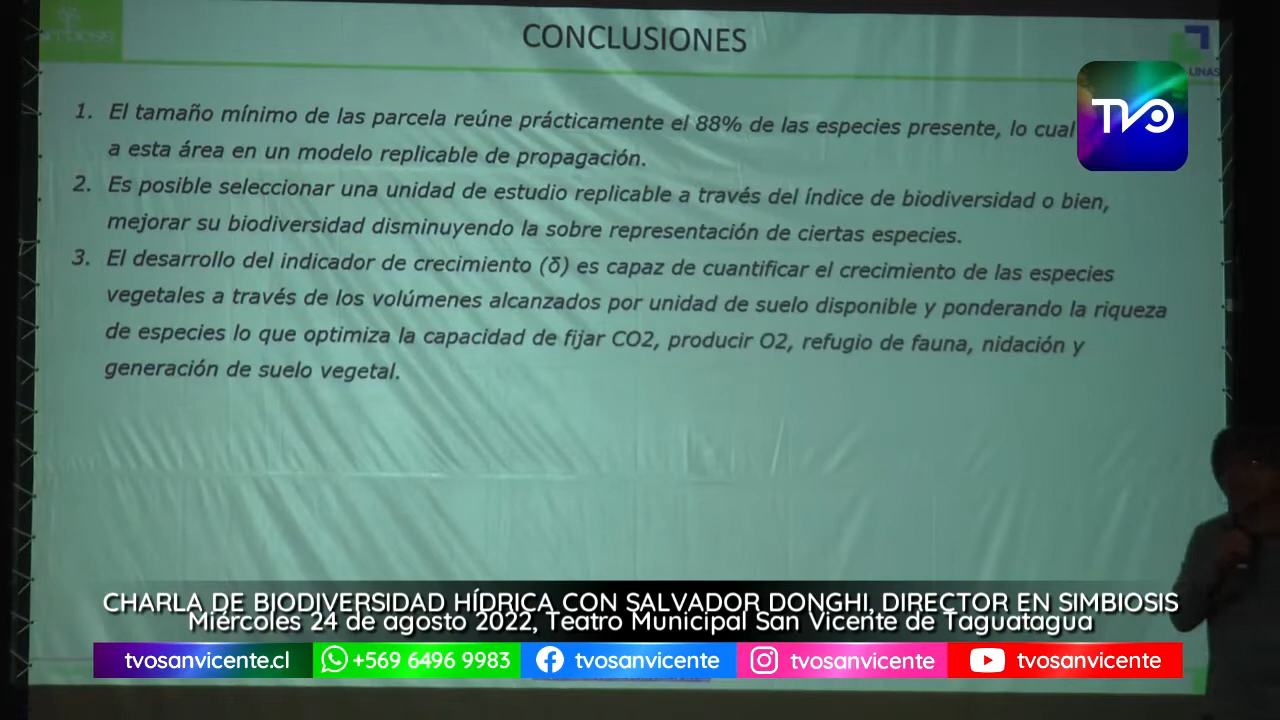 CONCLUSIONES
LINAS
TVO
1. El tamaño mínimo de las parcela reúne prácticamente el 88% de las especies presente, lo cual
a esta área en un modelo replicable de propagación.
2. Es posible seleccionar una unidad de estudio replicable a través del índice de biodiversidad o bien,
mejorar su biodiversidad disminuyendo la sobre representación de ciertas especies.
3. El desarrollo del indicador de crecimiento (δ) es capaz de cuantificar el crecimiento de las especies
vegetales a través de los volúmenes alcanzados por unidad de suelo disponible y ponderando la riqueza
de especies lo que optimiza la capacidad de fijar CO2, producir O2, refugio de fauna, nidación y
generación de suelo vegetal.
CHARLA DE BIODIVERSIDAD HÍDRICA CON SALVADOR DONGHI, DIRECTOR EN SIMBIOSIS
Miércoles 24 de agosto 2022, Teatro Municipal San Vicente de Taguatagua
tvosanvicente.cl +569 6496 9983 tvosanvicente tvosanvicente tvosanvicente